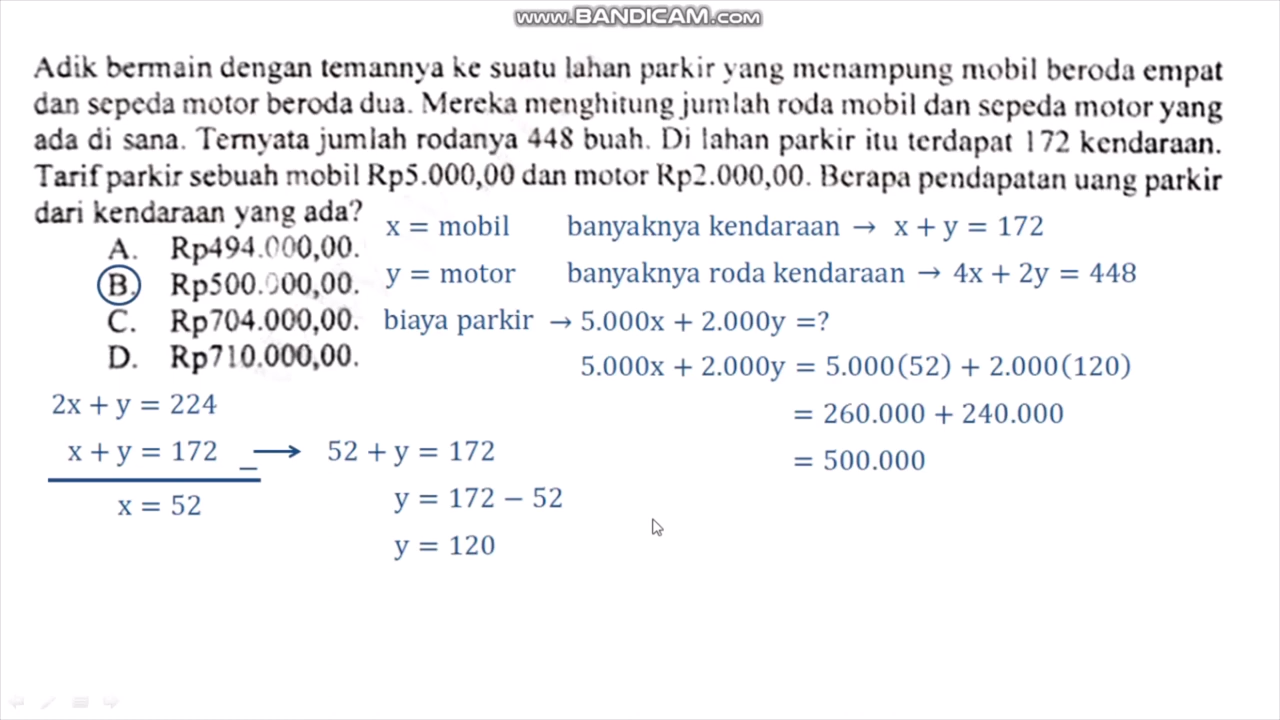 www.BANDICAM.com
Adik bermain dengan temannya ke suatu lahan parkir yang menampung mobil beroda empat
dan sepeda motor beroda dua. Mereka menghitung jumlah roda mobil dan sepeda motor yang
ada di sana. Ternyata jumlah rodanya 448 buah. Di lahan parkir itu terdapat 172 kendaraan.
Tarif parkir sebuah mobil Rp5.000,00 dan motor Rp2.000,00. Berapa pendapatan uang parkir
dari kendaraan yang ada?
A. Rp494.000,00.
B. Rp500.000,00.
C. Rp704.000,00.
D. Rp710.000,00.
x = mobil banyaknya kendaraan → x + y = 172
y = motor banyaknya roda kendaraan → 4x + 2y = 448
biaya parkir → 5.000x + 2.000y =?
5.000x + 2.000y = 5.000(52) + 2.000(120)
= 260.000 + 240.000
= 500.000
2x + y = 224
x + y = 172 _ → 52 + y = 172
x = 52
y = 172 − 52
y = 120